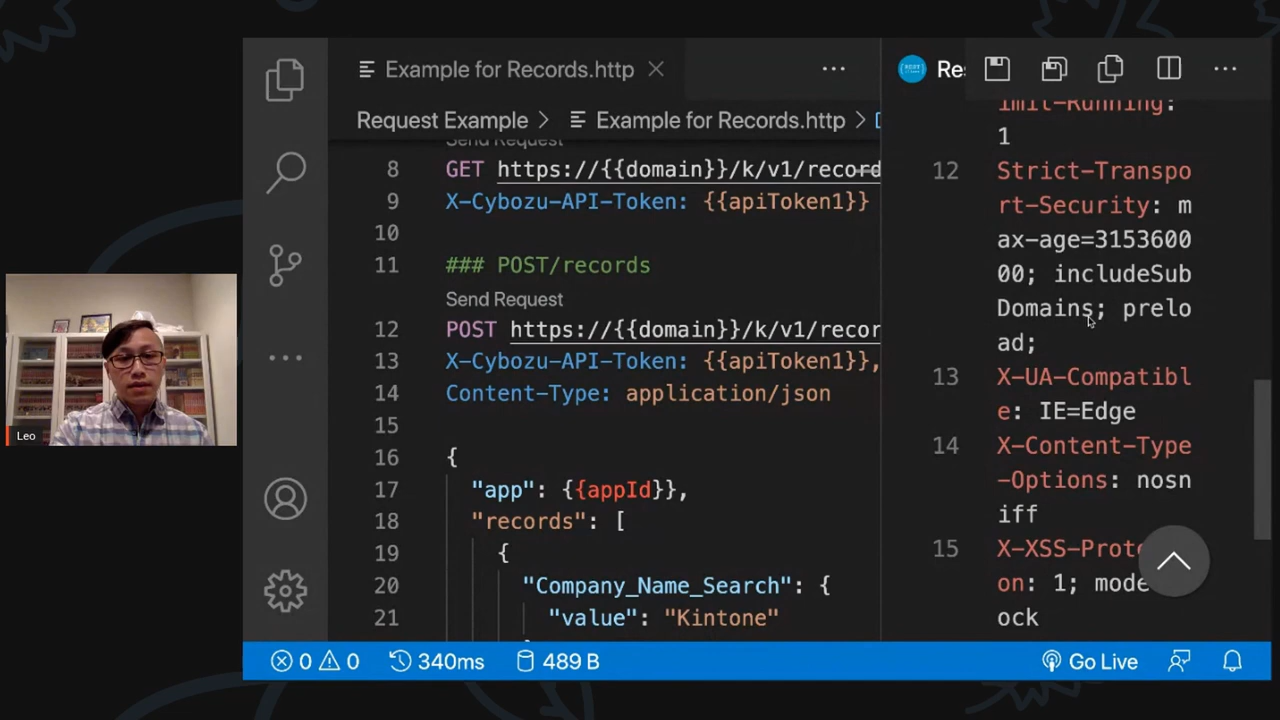 Example for Records.http
Request Example > Example for Records.http >
Send Request
8 GET https://{{domain}}/k/v1/record
9 X-Cybozu-API-Token: {{apiToken1}}
10
11 ### POST/records
Send Request
12 POST https://{{domain}}/k/v1/recor
13 X-Cybozu-API-Token: {{apiToken1}},
14 Content-Type: application/json
15
16 {
17 "app": {{appId}},
18 "records": [
19 {
20 "Company_Name_Search": {
21 "value": "Kintone"
Res
imit-Running:
1
12 Strict-Transpo
rt-Security: m
ax-age=3153600
00; includeSub
Domains; prelo
ad;
13 X-UA-Compatibl
e: IE=Edge
14 X-Content-Type
-Options: nosn
iff
15 X-XSS-Prote
on: 1; mode
ock
Leo
0 0 340ms 489 B Go Live